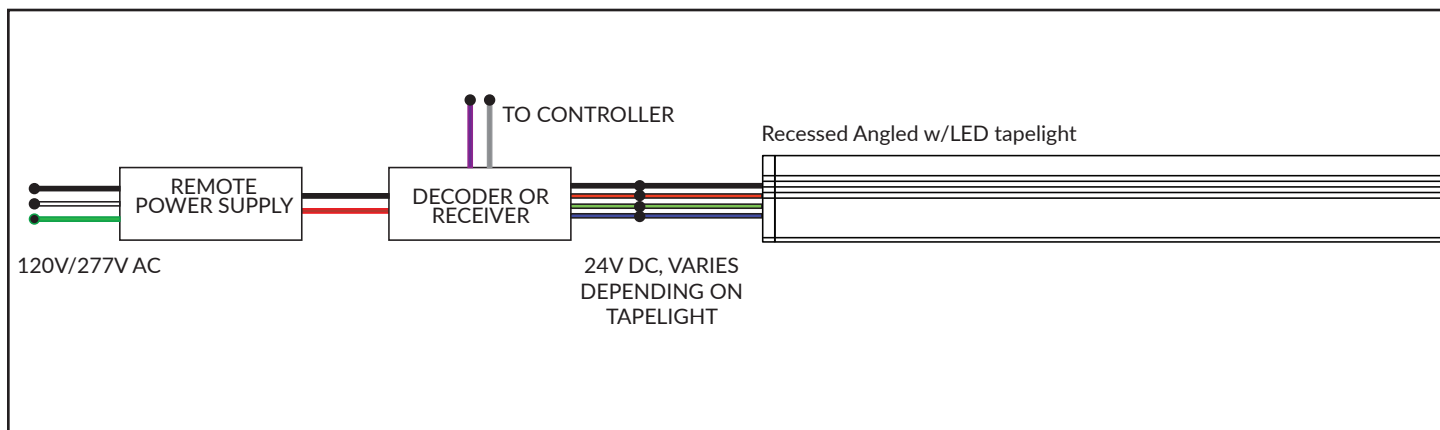 TO CONTROLLER
Recessed Angled w/LED tapelight
REMOTE
POWER SUPPLY
DECODER OR
RECEIVER
120V/277V AC
24V DC, VARIES
DEPENDING ON
TAPELIGHT